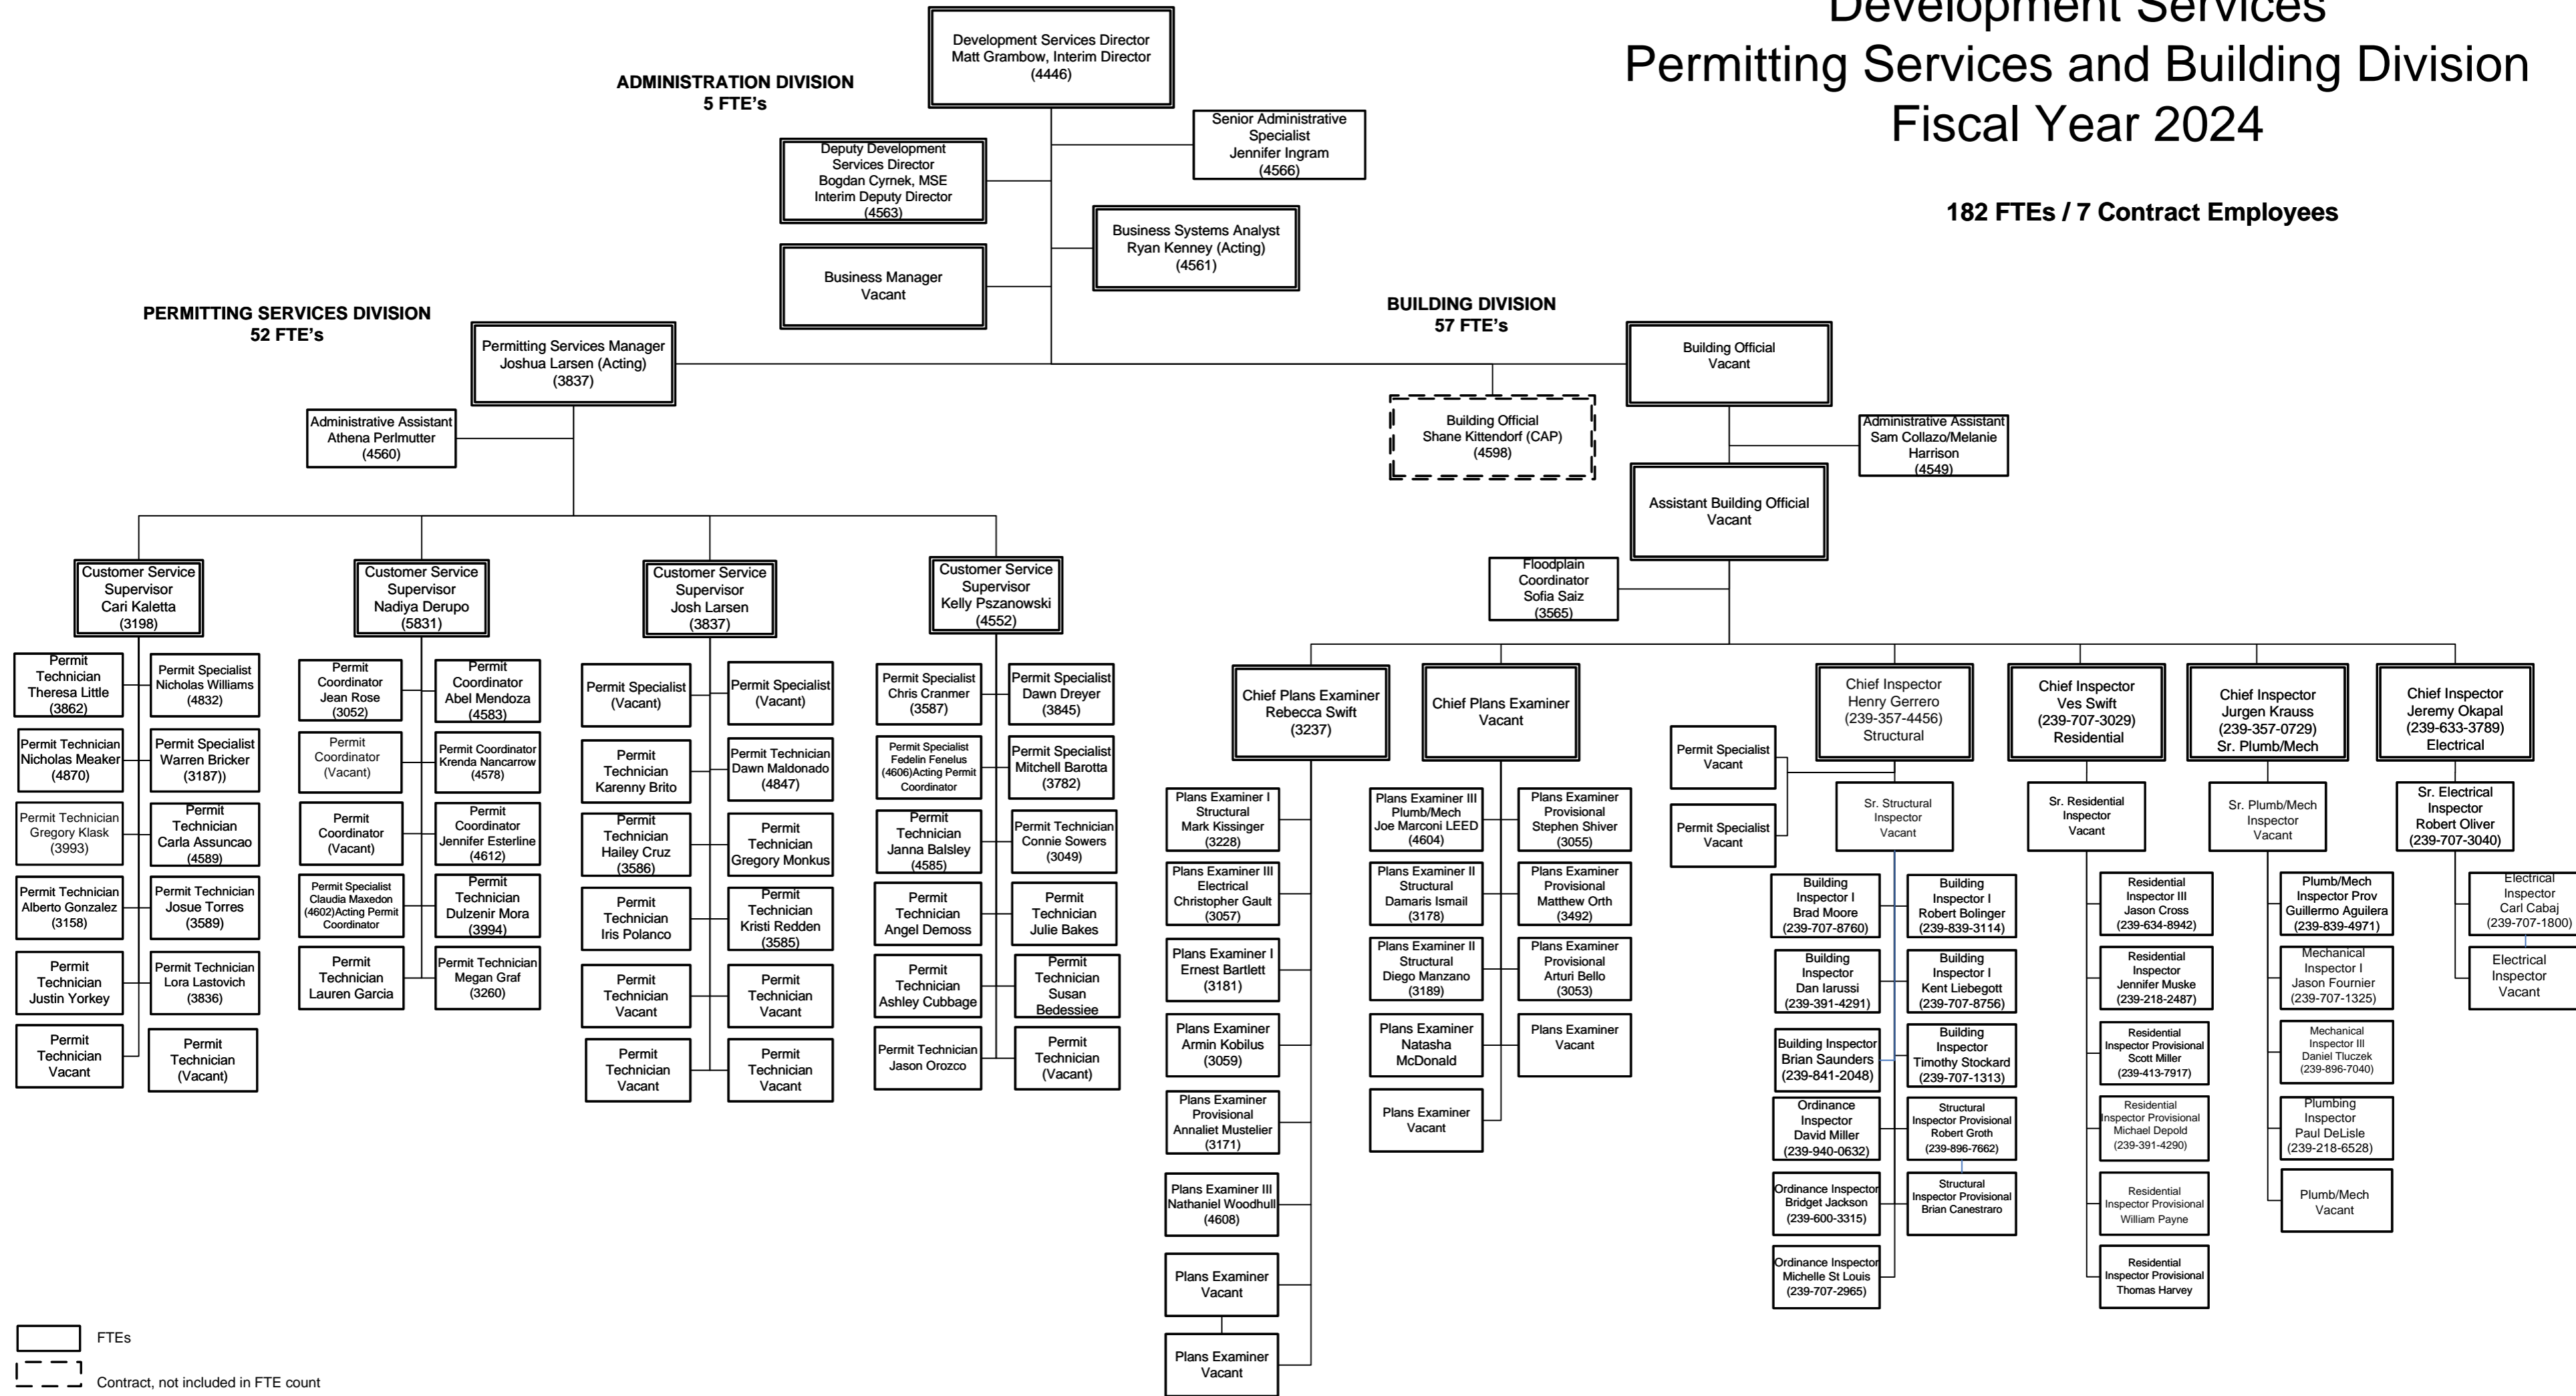 Development Services
Permitting Services and Building Division
Fiscal Year 2024
182 FTEs / 7 Contract Employees
Development Services Director
Matt Grambow, Interim Director
(4446)
ADMINISTRATION DIVISION
5 FTE's
Senior Administrative
Specialist
Jennifer Ingram
(4566)
Deputy Development
Services Director
Bogdan Cyrnek, MSE
Interim Deputy Director
(4563)
Business Systems Analyst
Ryan Kenney (Acting)
(4561)
Business Manager
Vacant
PERMITTING SERVICES DIVISION
52 FTE's
Permitting Services Manager
Joshua Larsen (Acting)
(3837)
Administrative Assistant
Athena Perlmutter
(4560)
BUILDING DIVISION
57 FTE's
Building Official
Vacant
Building Official
Shane Kittendorf (CAP)
(4598)
Administrative Assistant
Sam Collazo/Melanie
Harrison
(4549)
Assistant Building Official
Vacant
Floodplain
Coordinator
Sofia Saiz
(3565)
Customer Service
Supervisor
Cari Kaletta
(3198)
Permit
Technician
Theresa Little
(3862)
Permit Specialist
Nicholas Williams
(4832)
Permit Technician
Nicholas Meaker
(4870)
Permit Specialist
Warren Bricker
(3187))
Permit Technician
Gregory Klask
(3993)
Permit
Technician
Carla Assuncao
(4589)
Permit Technician
Alberto Gonzalez
(3158)
Permit Technician
Josue Torres
(3589)
Permit
Technician
Justin Yorkey
Permit Technician
Lora Lastovich
(3836)
Permit
Technician
Vacant
Permit
Technician
(Vacant)
Customer Service
Supervisor
Nadiya Derupo
(5831)
Permit
Coordinator
Jean Rose
(3052)
Permit
Coordinator
Abel Mendoza
(4583)
Permit
Coordinator
(Vacant)
Permit Coordinator
Krenda Nancarrow
(4578)
Permit
Coordinator
(Vacant)
Permit
Coordinator
Jennifer Esterline
(4612)
Permit Specialist
Claudia Maxedon
(4602)Acting Permit
Coordinator
Permit
Technician
Dulzenir Mora
(3994)
Permit
Technician
Lauren Garcia
Permit Technician
Megan Graf
(3260)
Customer Service
Supervisor
Josh Larsen
(3837)
Permit Specialist
(Vacant)
Permit Specialist
(Vacant)
Permit
Technician
Karenny Brito
Permit Technician
Dawn Maldonado
(4847)
Permit
Technician
Hailey Cruz
(3586)
Permit
Technician
Gregory Monkus
Permit
Technician
Iris Polanco
Permit
Technician
Kristi Redden
(3585)
Permit
Technician
Vacant
Permit
Technician
Vacant
Permit
Technician
Vacant
Permit
Technician
Vacant
Customer Service
Supervisor
Kelly Pszanowski
(4552)
Permit Specialist
Chris Cranmer
(3587)
Permit Specialist
Dawn Dreyer
(3845)
Permit Specialist
Fedelin Fenelus
(4606)Acting Permit
Coordinator
Permit Specialist
Mitchell Barotta
(3782)
Permit
Technician
Janna Balsley
(4585)
Permit Technician
Connie Sowers
(3049)
Permit
Technician
Angel Demoss
Permit
Technician
Julie Bakes
Permit
Technician
Ashley Cubbage
Permit
Technician
Susan
Bedessiee
Permit Technician
Jason Orozco
Permit
Technician
(Vacant)
Chief Plans Examiner
Rebecca Swift
(3237)
Plans Examiner I
Structural
Mark Kissinger
(3228)
Plans Examiner III
Electrical
Christopher Gault
(3057)
Plans Examiner I
Ernest Bartlett
(3181)
Plans Examiner
Armin Kobilus
(3059)
Plans Examiner
Provisional
Annaliet Mustelier
(3171)
Plans Examiner III
Nathaniel Woodhull
(4608)
Plans Examiner
Vacant
Plans Examiner
Vacant
Chief Plans Examiner
Vacant
Plans Examiner III
Plumb/Mech
Joe Marconi LEED
(4604)
Plans Examiner
Provisional
Stephen Shiver
(3055)
Plans Examiner II
Structural
Damaris Ismail
(3178)
Plans Examiner
Provisional
Matthew Orth
(3492)
Plans Examiner II
Structural
Diego Manzano
(3189)
Plans Examiner
Provisional
Arturi Bello
(3053)
Plans Examiner
Natasha
McDonald
Plans Examiner
Vacant
Plans Examiner
Vacant
Chief Inspector
Henry Gerrero
(239-357-4456)
Structural
Permit Specialist
Vacant
Permit Specialist
Vacant
Sr. Structural
Inspector
Vacant
Building
Inspector I
Brad Moore
(239-707-8760)
Building
Inspector I
Robert Bolinger
(239-839-3114)
Building
Inspector
Dan Iarussi
(239-391-4291)
Building
Inspector I
Kent Liebegott
(239-707-8756)
Building Inspector
Brian Saunders
(239-841-2048)
Building
Inspector
Timothy Stockard
(239-707-1313)
Ordinance
Inspector
David Miller
(239-940-0632)
Structural
Inspector Provisional
Robert Groth
(239-896-7662)
Ordinance Inspector
Bridget Jackson
(239-600-3315)
Structural
Inspector Provisional
Brian Canestraro
Ordinance Inspector
Michelle St Louis
(239-707-2965)
Chief Inspector
Ves Swift
(239-707-3029)
Residential
Sr. Residential
Inspector
Vacant
Residential
Inspector III
Jason Cross
(239-634-8942)
Residential
Inspector
Jennifer Muske
(239-218-2487)
Residential
Inspector Provisional
Scott Miller
(239-413-7917)
Residential
Inspector Provisional
Michael Depold
(239-391-4290)
Residential
Inspector Provisional
William Payne
Residential
Inspector Provisional
Thomas Harvey
Chief Inspector
Jurgen Krauss
(239-357-0729)
Sr. Plumb/Mech
Sr. Plumb/Mech
Inspector
Vacant
Plumb/Mech
Inspector Prov
Guillermo Aguilera
(239-839-4971)
Mechanical
Inspector I
Jason Fournier
(239-707-1325)
Mechanical
Inspector III
Daniel Tluczek
(239-896-7040)
Plumbing
Inspector
Paul DeLisle
(239-218-6528)
Plumb/Mech
Vacant
Chief Inspector
Jeremy Okapal
(239-633-3789)
Electrical
Sr. Electrical
Inspector
Robert Oliver
(239-707-3040)
Electrical
Inspector
Carl Cabaj
(239-707-1800)
Electrical
Inspector
Vacant
FTEs
Contract, not included in FTE count